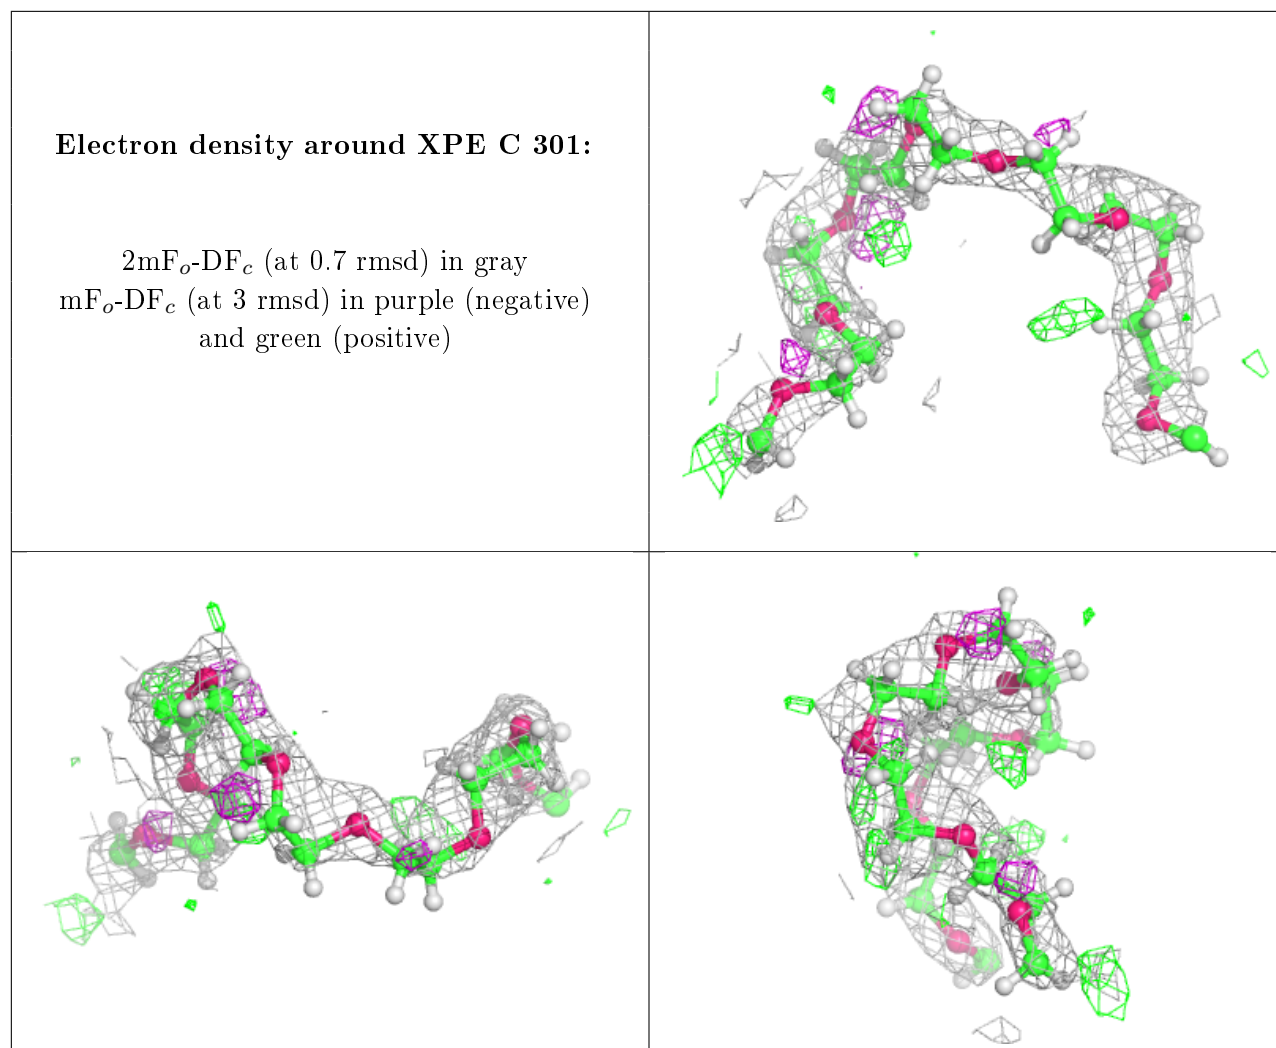 Electron density around XPE C 301:
2mFₒ-DF𝒸 (at 0.7 rmsd) in gray
mFₒ-DF𝒸 (at 3 rmsd) in purple (negative)
and green (positive)